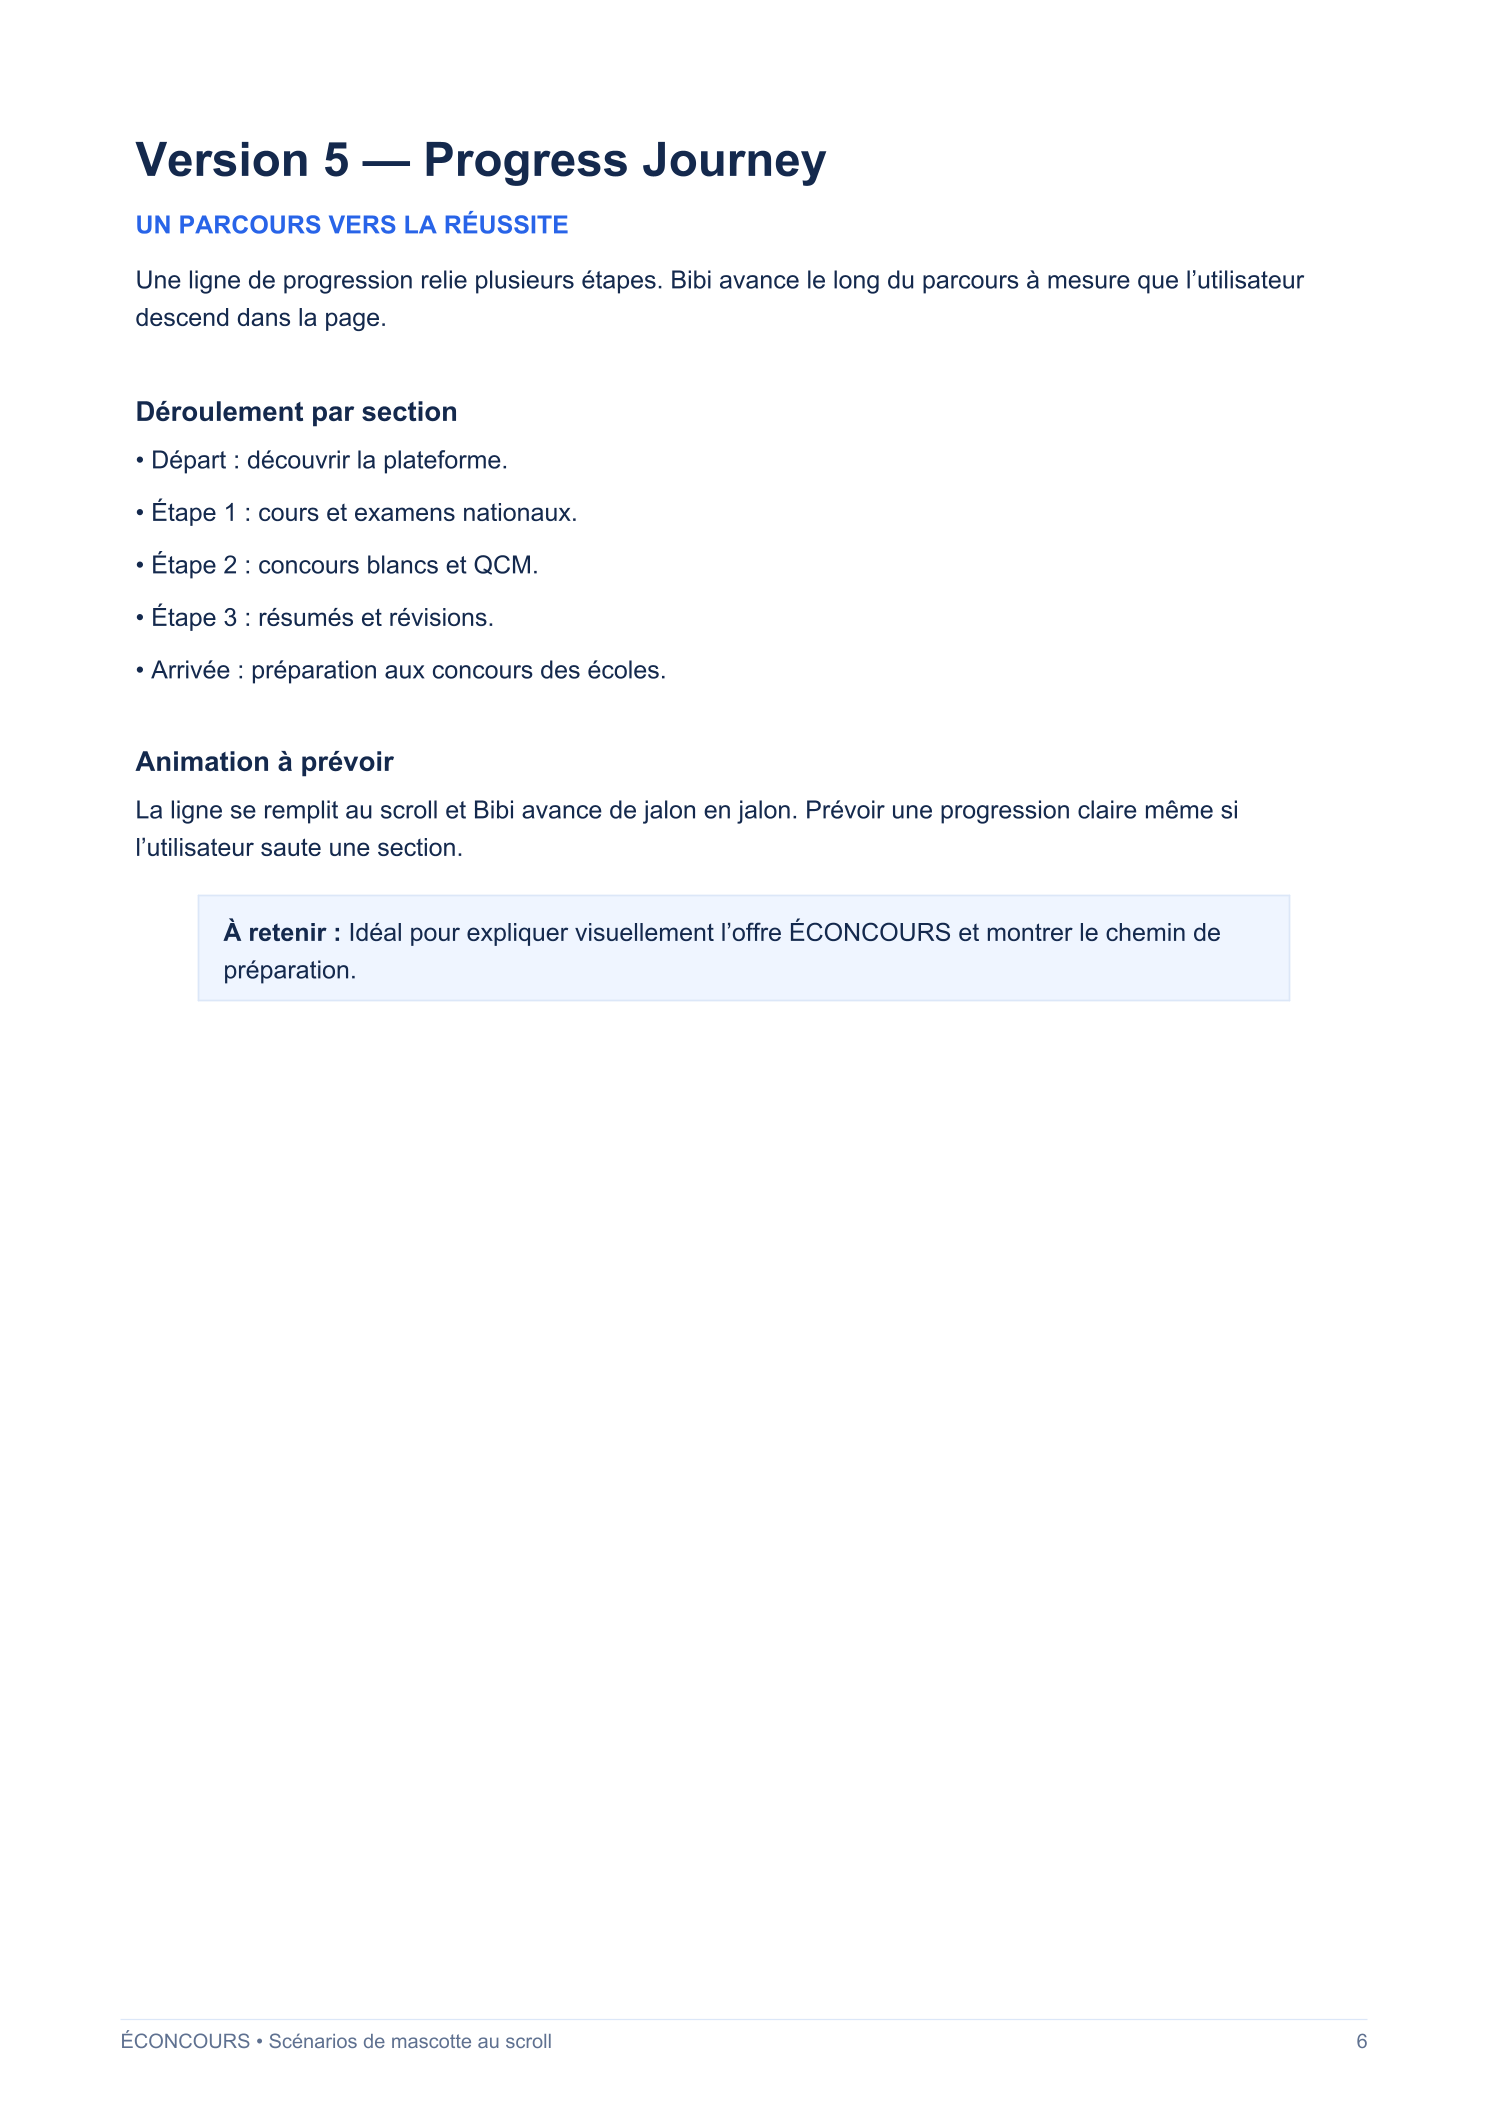 Version 5 — Progress Journey
UN PARCOURS VERS LA RÉUSSITE
Une ligne de progression relie plusieurs étapes. Bibi avance le long du parcours à mesure que l’utilisateur
descend dans la page.
Déroulement par section
• Départ : découvrir la plateforme.
• Étape 1 : cours et examens nationaux.
• Étape 2 : concours blancs et QCM.
• Étape 3 : résumés et révisions.
• Arrivée : préparation aux concours des écoles.
Animation à prévoir
La ligne se remplit au scroll et Bibi avance de jalon en jalon. Prévoir une progression claire même si
l’utilisateur saute une section.
À retenir : Idéal pour expliquer visuellement l’offre ÉCONCOURS et montrer le chemin de
préparation.
ÉCONCOURS • Scénarios de mascotte au scroll
6